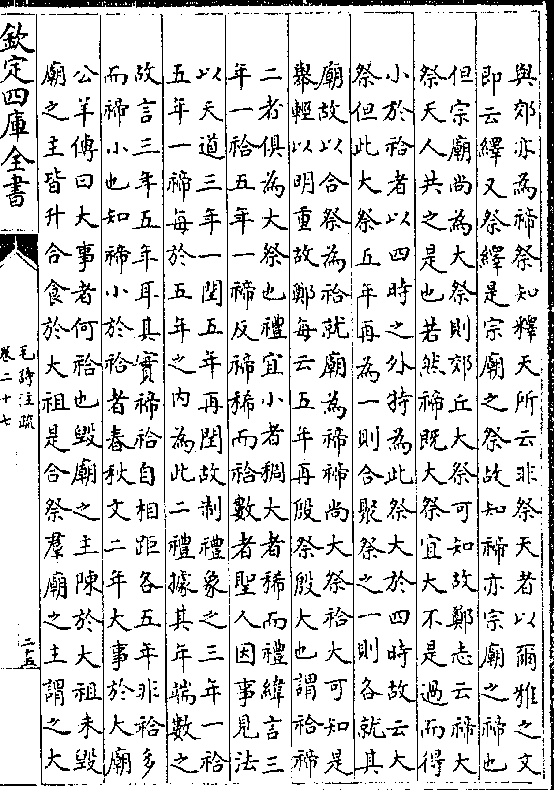 與郊亦為禘祭知釋天所云非祭天者以爾雅之文
即云繹又祭繹是宗廟之祭故知禘亦宗廟之禘也
但宗廟尚為大祭則郊丘大祭可知故鄭志云禘大
祭天人共之是也若然禘既大祭宜大不是過而得
小於祫者以四時之外特為此祭大於四時故云大
祭但此大祭五年再為一則合聚祭之一則各就其
廟故以合祭為祫就廟為禘禘尚大祭祫大可知是
舉輕以明重故鄭每云五年再殷祭殷大也謂祫禘
二者俱為大祭也禮宜小者稠大者稀而禮緯言三
年一祫五年一禘反禘稀而祫數者聖人因事見法
以天道三年一閏五年再閏故制禮象之三年一祫
五年一禘每於五年之內為此二禮據其年端數之
故言三年五年耳其實禘祫自相距各五年非祫多
而禘小也知禘小於祫者春秋文二年大事於大廟
公羊傳曰大事者何祫也毀廟之主陳於大祖未毀
廟之主皆升合食於大祖是合祭羣廟之主謂之大
欽定四庫全書
毛詩注疏
卷二十七
二十五